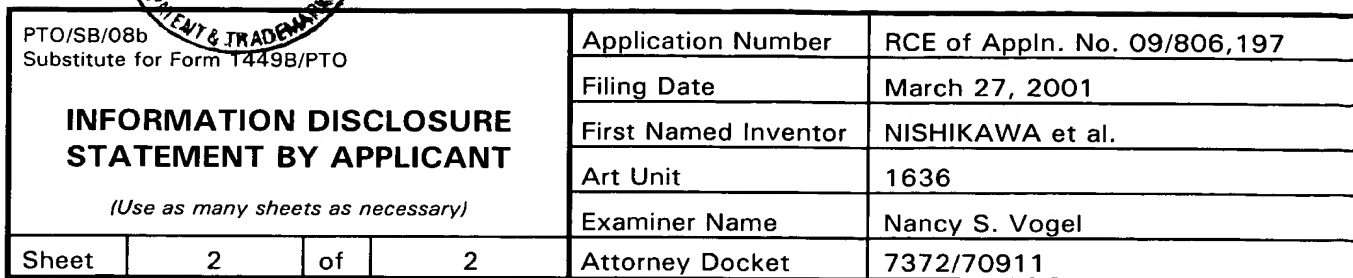 PATENT & TRADEMARK
PTO/SB/08b
Substitute for Form 1449B/PTO
INFORMATION DISCLOSURE
STATEMENT BY APPLICANT
(Use as many sheets as necessary)
Sheet 2 of 2
Application Number RCE of Appln. No. 09/806,197
Filing Date March 27, 2001
First Named Inventor NISHIKAWA et al.
Art Unit 1636
Examiner Name Nancy S. Vogel
Attorney Docket 7372/70911